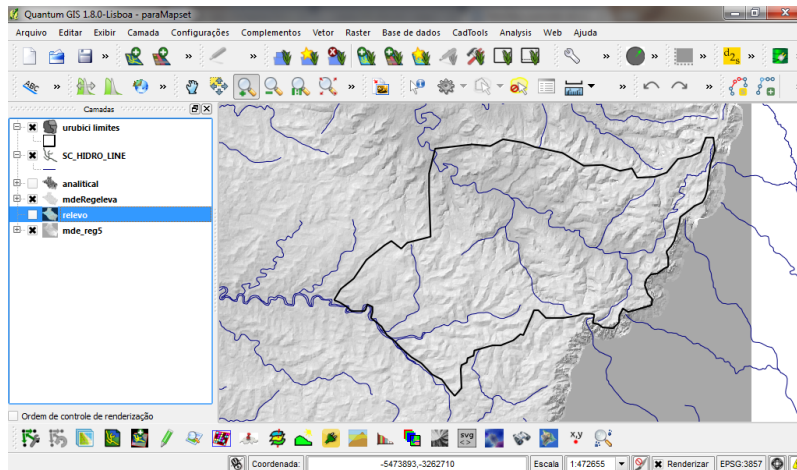 Quantum GIS 1.8.0-Lisboa - paraMapset
Arquivo Editar Exibir Camada Configurações Complementos Vetor Raster Base de dados CadTools Analysis Web Ajuda
Camadas
urubici limites
SC_HIDRO_LINE
analitical
mdeRegeleva
relevo
mde_reg5
Ordem de controle de renderização
Coordenada: -5473893,-3262710 Escala 1:472655 Renderizar EPSG:3857